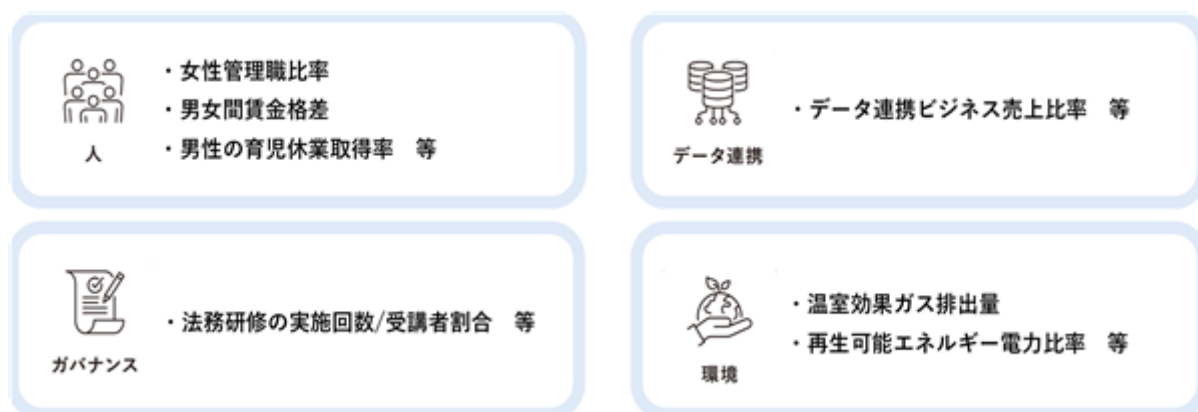 ・女性管理職比率
・男女間賃金格差
・男性の育児休業取得率　等
人
・データ連携ビジネス売上比率　等
データ連携
・法務研修の実施回数/受講者割合　等
ガバナンス
・温室効果ガス排出量
・再生可能エネルギー電力比率　等
環境